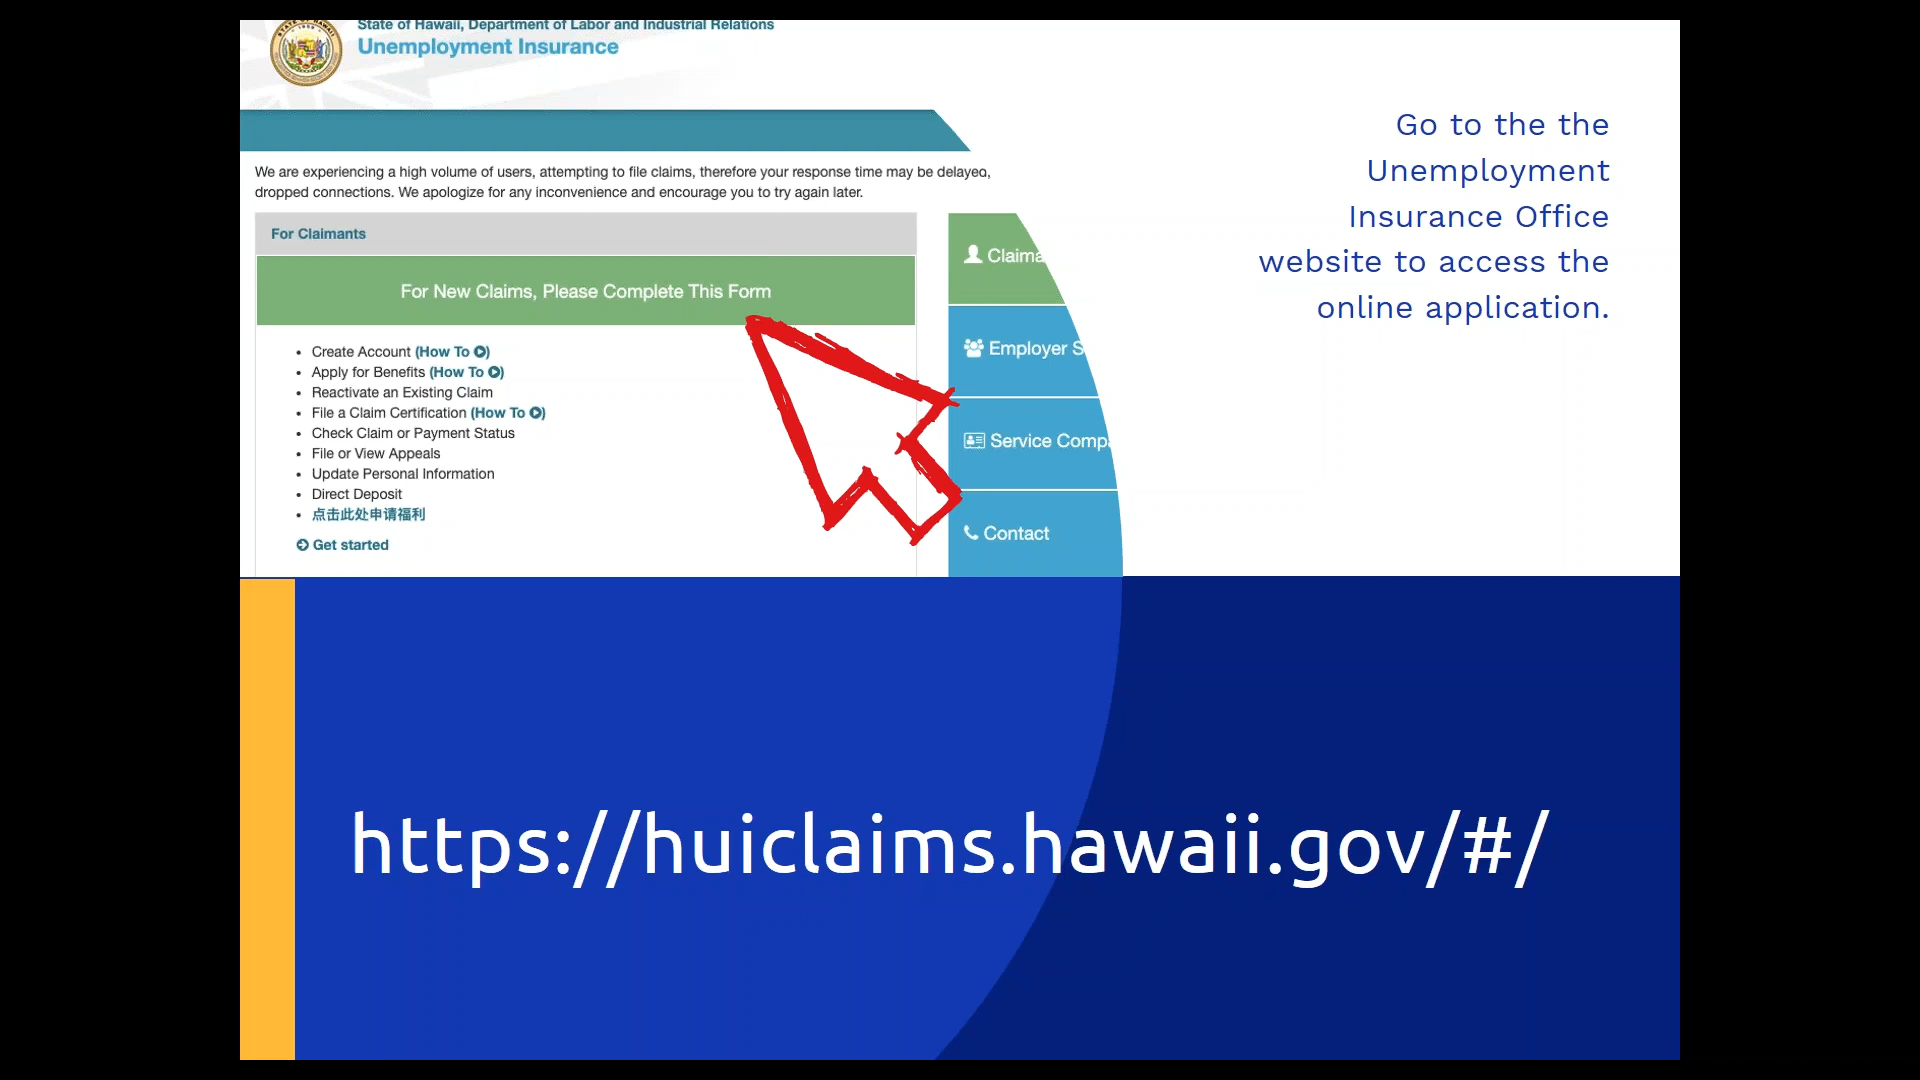 State of Hawaii, Department of Labor and Industrial Relations
Unemployment Insurance
We are experiencing a high volume of users, attempting to file claims, therefore your response time may be delayed,
dropped connections. We apologize for any inconvenience and encourage you to try again later.
For Claimants
For New Claims, Please Complete This Form
Create Account (How To)
Apply for Benefits (How To)
Reactivate an Existing Claim
File a Claim Certification (How To)
Check Claim or Payment Status
File or View Appeals
Update Personal Information
Direct Deposit
点击此处申请福利
Get started
Employer
Service
Contact
Go to the the
Unemployment
Insurance Office
website to access the
online application.
https://huiclaims.hawaii.gov/#/